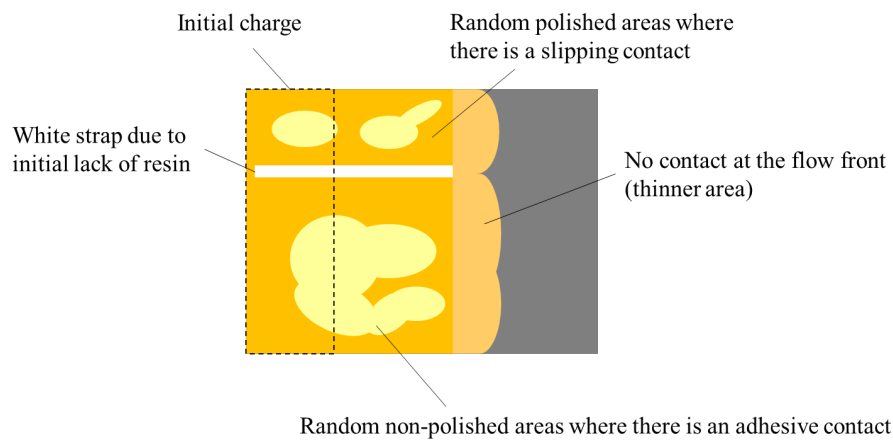 Initial charge
Random polished areas where
there is a slipping contact
White strap due to
initial lack of resin
No contact at the flow front
(thinner area)
Random non-polished areas where there is an adhesive contact